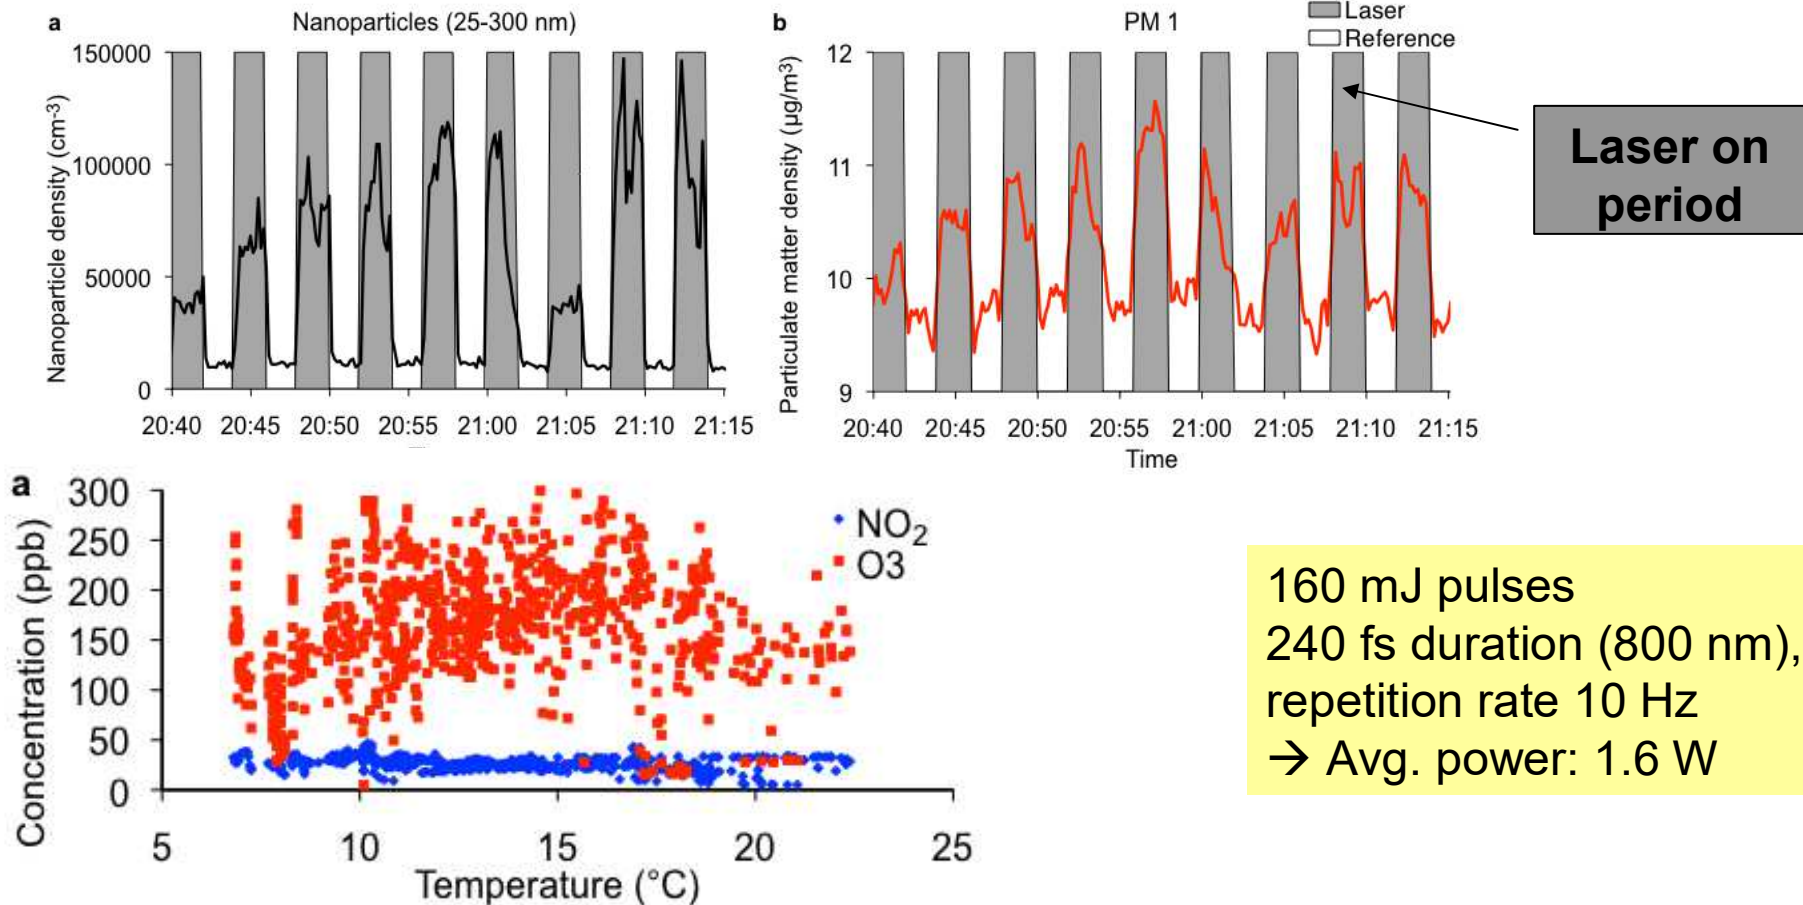 a
Nanoparticles (25-300 nm)
Nanoparticle density (cm-3)
150000
100000
50000
0
20:40 20:45 20:50 20:55 21:00 21:05 21:10 21:15
b
PM 1
Laser
Reference
Particulate matter density (µg/m³)
12
11
10
9
20:40 20:45 20:50 20:55 21:00 21:05 21:10 21:15
Time
Laser on
period
a
Concentration (ppb)
300
250
200
150
100
50
0
5 10 15 20 25
Temperature (°C)
NO2
O3
160 mJ pulses
240 fs duration (800 nm),
repetition rate 10 Hz
→ Avg. power: 1.6 W